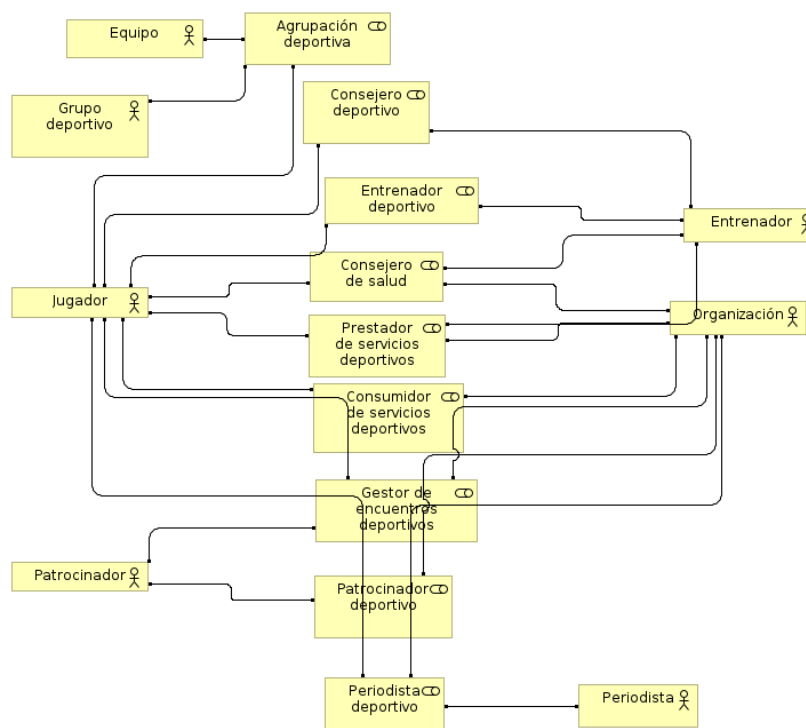 Equipo
Agrupación
deportiva
Grupo
deportivo
Consejero
deportivo
Entrenador
deportivo
Entrenador
Consejero
de salud
Jugador
Organización
Prestador
de servicios
deportivos
Consumidor
de servicios
deportivos
Gestor de
encuentros
deportivos
Patrocinador
Patrocinador
deportivo
Periodista
deportivo
Periodista